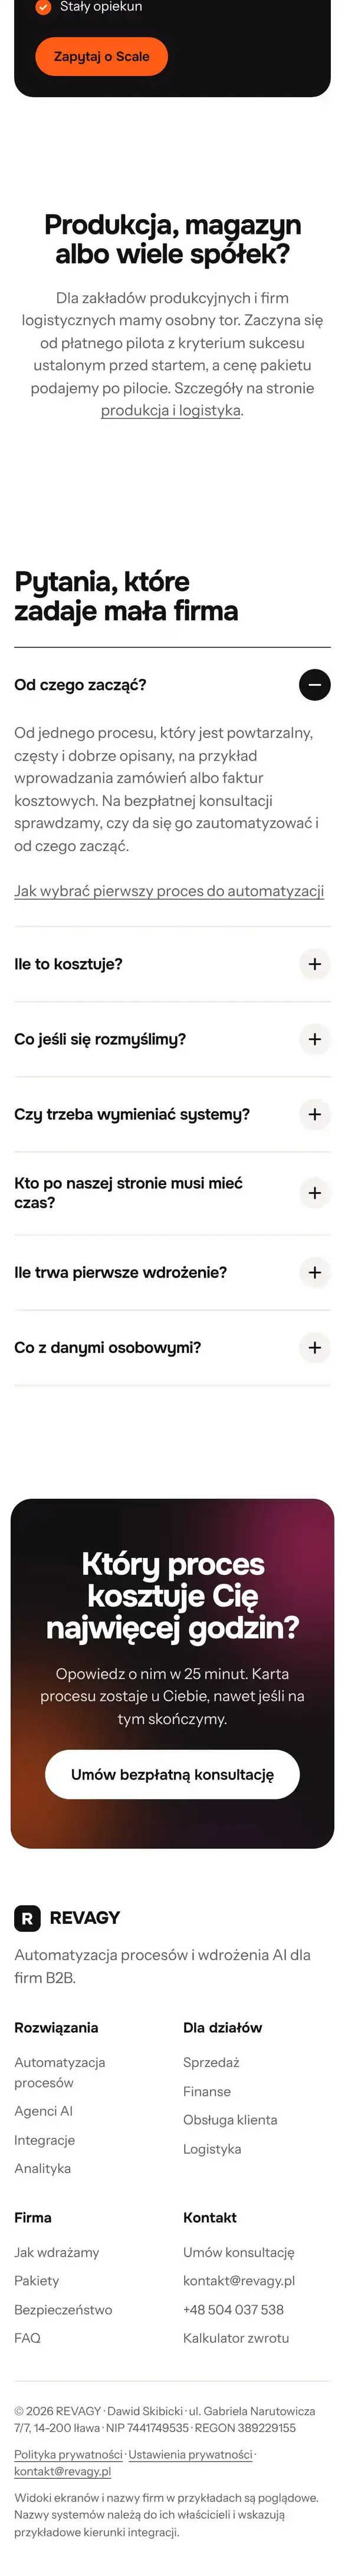 Stały opiekun
Zapytaj o Scale
Produkcja, magazyn
albo wiele spółek?
Dla zakładów produkcyjnych i firm
logistycznych mamy osobny tor. Zaczyna się
od płatnego pilota z kryterium sukcesu
ustalonym przed startem, a cenę pakietu
podajemy po pilocie. Szczegóły na stronie
produkcja i logistyka.
Pytania, które
zadaje mała firma
Od czego zacząć?
Od jednego procesu, który jest powtarzalny,
częsty i dobrze opisany, na przykład
wprowadzania zamówień albo faktur
kosztowych. Na bezpłatnej konsultacji
sprawdzamy, czy da się go zautomatyzować i
od czego zacząć.
Jak wybrać pierwszy proces do automatyzacji
Ile to kosztuje?
Co jeśli się rozmyślimy?
Czy trzeba wymieniać systemy?
Kto po naszej stronie musi mieć
czas?
Ile trwa pierwsze wdrożenie?
Co z danymi osobowymi?
Który proces
kosztuje Cię
najwięcej godzin?
Opowiedz o nim w 25 minut. Karta
procesu zostaje u Ciebie, nawet jeśli na
tym skończymy.
Umów bezpłatną konsultację
R REVAGY
Automatyzacja procesów i wdrożenia AI dla
firm B2B.
Rozwiązania
Automatyzacja
procesów
Agenci AI
Integracje
Analityka
Dla działów
Sprzedaż
Finanse
Obsługa klienta
Logistyka
Firma
Jak wdrażamy
Pakiety
Bezpieczeństwo
FAQ
Kontakt
Umów konsultację
kontakt@revagy.pl
+48 504 037 538
Kalkulator zwrotu
© 2026 REVAGY · Dawid Skibicki · ul. Gabriela Narutowicza
7/7, 14-200 Iława · NIP 7441749535 · REGON 389229155
Polityka prywatności · Ustawienia prywatności ·
kontakt@revagy.pl
Widoki ekranów i nazwy firm w przykładach są poglądowe.
Nazwy systemów należą do ich właścicieli i wskazują
przykładowe kierunki integracji.